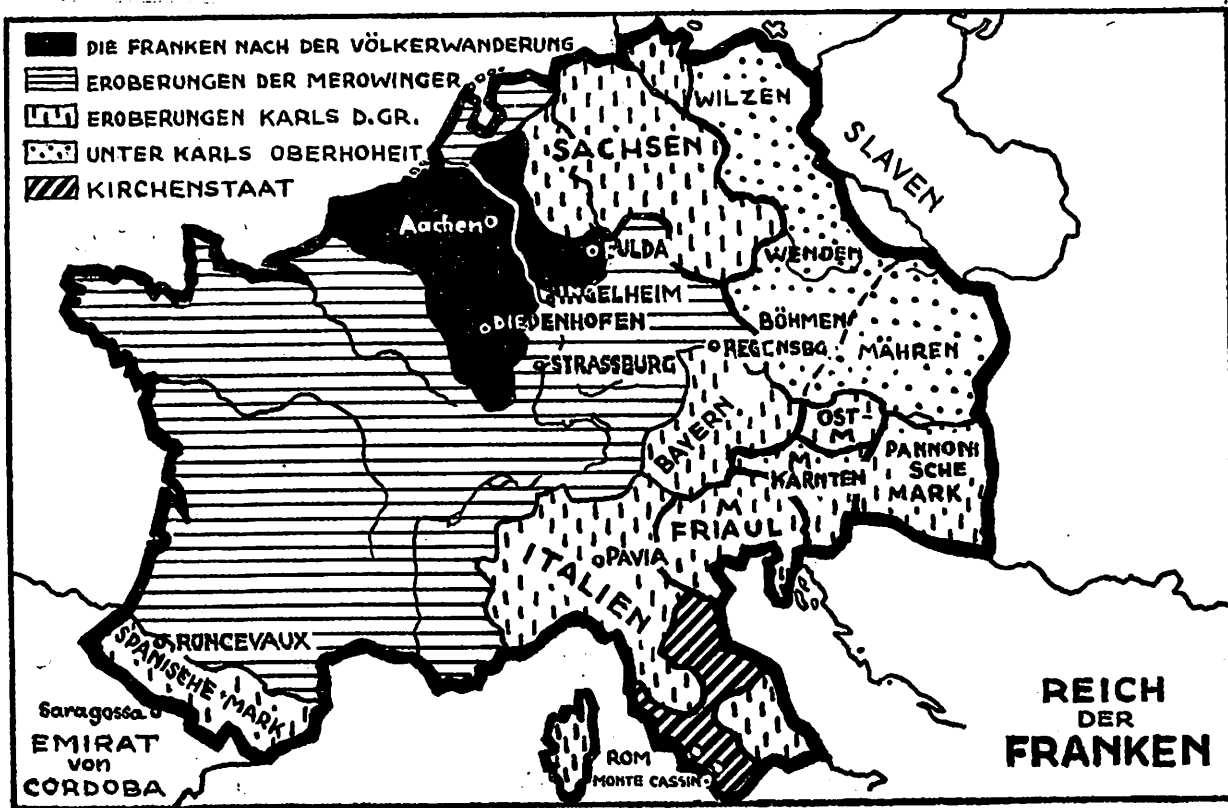 DIE FRANKEN NACH DER VÖLKERWANDERUNG
EROBERUNGEN DER MEROWINGER
EROBERUNGEN KARLS D.GR.
UNTER KARLS OBERHOHEIT
KIRCHENSTAAT
WILZEN
SLAVEN
SACHSEN
Aachen
FULDA
WENDEN
INGELHEIM
DIEDENHOFEN
BÖHMEN
STRASSBURG
REGENSBG.
MÄHREN
BAYERN
OST-
M
PANNONI
SCHE
MARK
M
KÄRNTEN
M
FRIAUL
ITALIEN
PAVIA
RONCEVAUX
SPANISCHE MARK
Saragossa
EMIRAT
von
CORDOBA
ROM
MONTE CASSIN
REICH
DER
FRANKEN